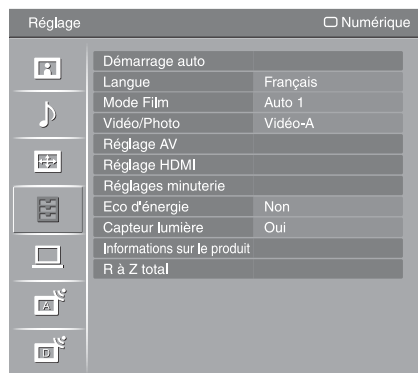 Réglage Numérique
Démarrage auto
Langue Français
Mode Film Auto 1
Vidéo/Photo Vidéo-A
Réglage AV
Réglage HDMI
Réglages minuterie
Eco d'énergie Non
Capteur lumière Oui
Informations sur le produit
R à Z total
A
D